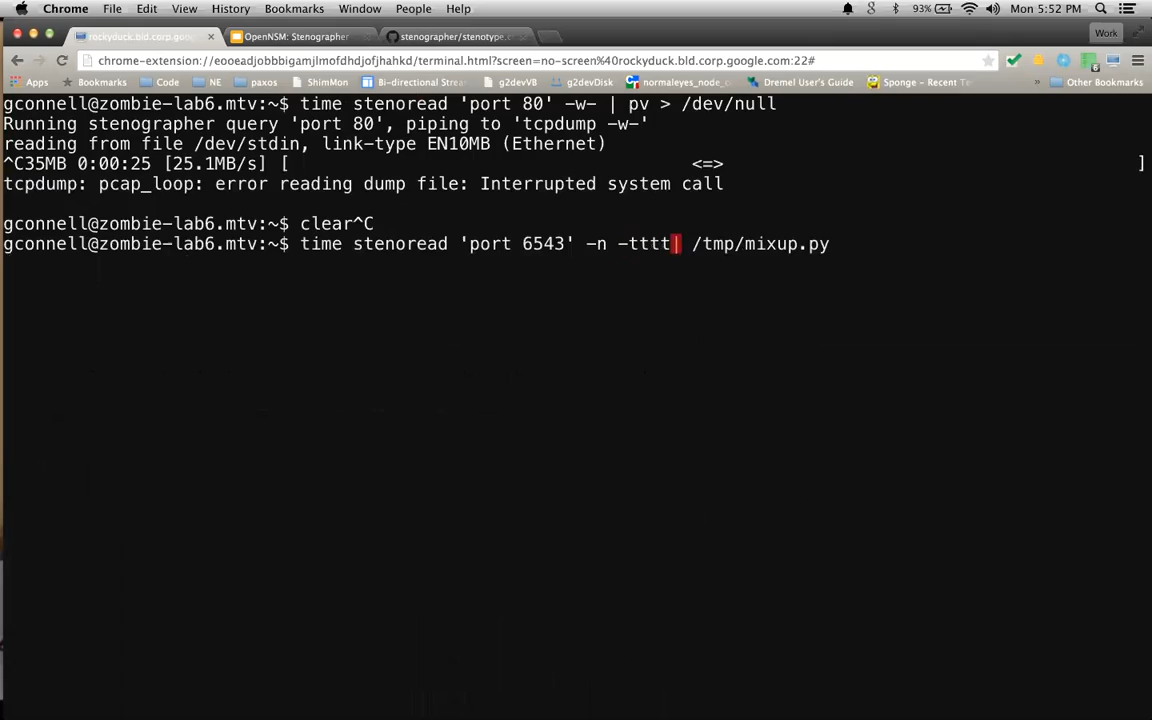 Chrome File Edit View History Bookmarks Window People Help 93% Mon 5:52 PM
rockyduck.bld.corp.goog OpenNSM: Stenographer stenographer/stenotype.c Work
chrome-extension://eooeadjobbbigamjlmofdhdjofjhahkd/terminal.html?screen=no-screen%40rockyduck.bld.corp.google.com:22#
Apps Bookmarks Code paxos ShimMon Bi-directional Strea g2devVB g2devDisk normaleyes_node_c Dremel User's Guide Sponge - Recent Te » Other Bookmarks
gconnell@zombie-lab6.mtv:~$ time stenoread 'port 80' -w- | pv > /dev/null
Running stenographer query 'port 80', piping to 'tcpdump -w-'
reading from file /dev/stdin, link-type EN10MB (Ethernet)
^C35MB 0:00:25 [25.1MB/s] [ <=> ]
tcpdump: pcap_loop: error reading dump file: Interrupted system call
gconnell@zombie-lab6.mtv:~$ clear^C
gconnell@zombie-lab6.mtv:~$ time stenoread 'port 6543' -n -tttt| /tmp/mixup.py